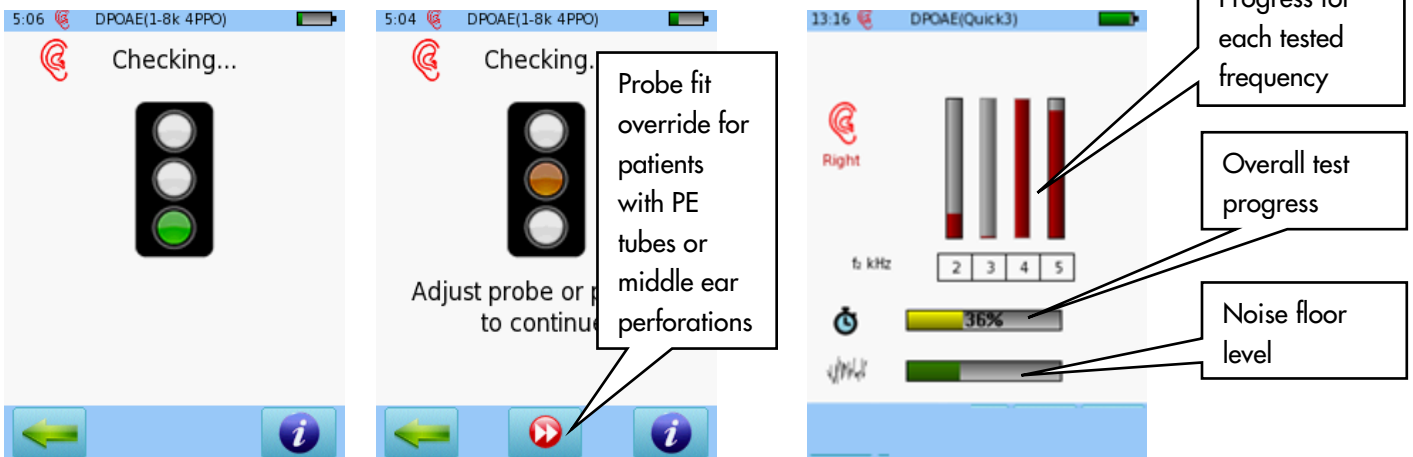 5:06 DPOAE(1-8k 4PPO)
Checking...
5:04 DPOAE(1-8k 4PPO)
Checking.
Adjust probe or p
to continue
Probe fit
override for
patients
with PE
tubes or
middle ear
perforations
13:16 DPOAE(Quick3)
Right
f₂ kHz
2 3 4 5
36%
Progress for
each tested
frequency
Overall test
progress
Noise floor
level